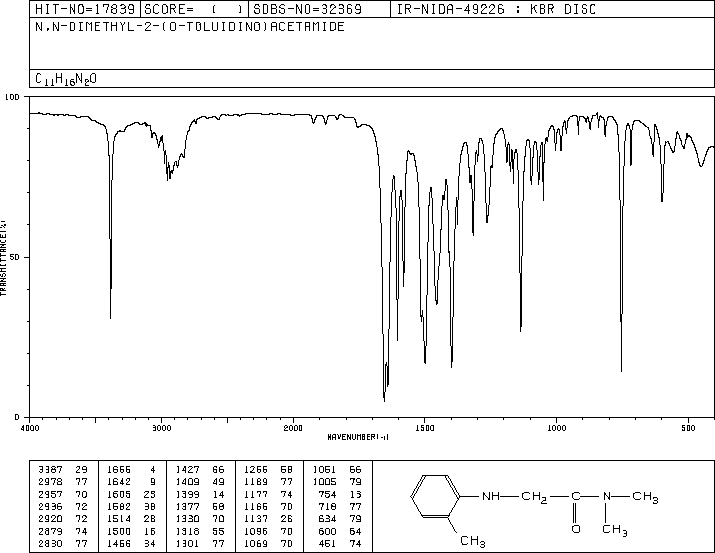 HIT-NO=17839 SCORE= ( ) SDBS-NO=32369 IR-NIDA-49226 : KBR DISC
N,N-DIMETHYL-2-(O-TOLUIDINO)ACETAMIDE
C11H16N2O
100
50
0
TRANSMITTANCE(%)
4000 3000 2000 1500 1000 500
WAVENUMBER(-1)
3387 29 1656 4 1427 66 1266 58 1051 66
2978 77 1642 9 1409 49 1189 77 1005 79
2957 70 1605 23 1399 14 1177 74 754 13
2936 72 1582 38 1377 58 1166 70 718 77
2920 72 1514 28 1330 70 1137 26 634 79
2879 74 1500 16 1318 55 1096 70 600 64
2830 77 1456 34 1301 77 1069 70 451 74
NH CH2 C N CH3
CH3 O CH3